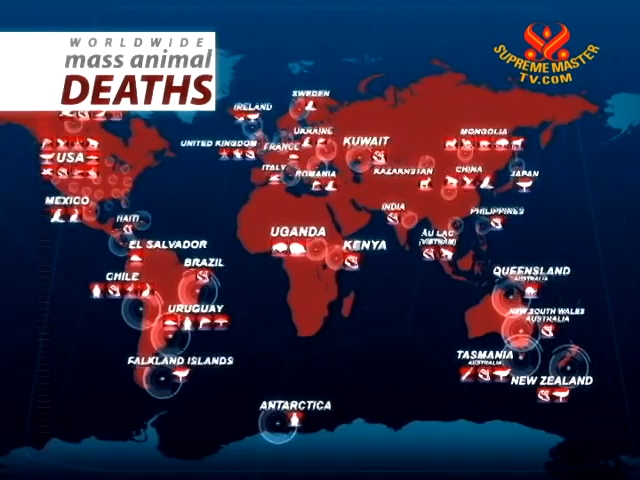 WORLDWIDE
mass animal
DEATHS
SUPREME MASTER
TV.COM
SWEDEN
IRELAND
UKRAINE
UNITED KINGDOM
FRANCE
KUWAIT
MONGOLIA
USA
ITALY
ROMANIA
KAZAKHSTAN
CHINA
JAPAN
MEXICO
HAITI
INDIA
PHILIPPINES
EL SALVADOR
UGANDA
KENYA
ÂU LẠC
(VIETNAM)
BRAZIL
CHILE
QUEENSLAND
AUSTRALIA
URUGUAY
NEW SOUTH WALES
AUSTRALIA
FALKLAND ISLANDS
TASMANIA
AUSTRALIA
NEW ZEALAND
ANTARCTICA